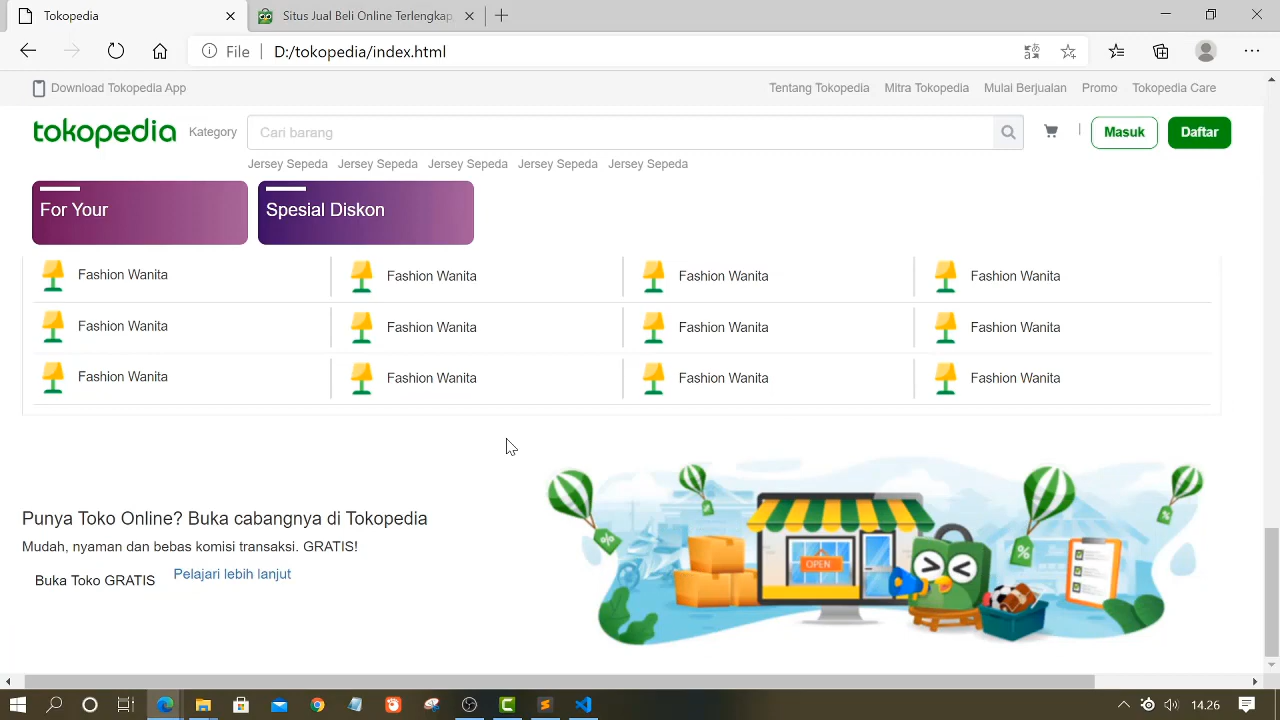 Tokopedia
Situs Jual Beli Online Terlengkap,
File
D:/tokopedia/index.html
Download Tokopedia App
Tentang Tokopedia Mitra Tokopedia Mulai Berjualan Promo Tokopedia Care
tokopedia Kategory Cari barang | Masuk Daftar
Jersey Sepeda Jersey Sepeda Jersey Sepeda Jersey Sepeda Jersey Sepeda
For Your Spesial Diskon
Fashion Wanita Fashion Wanita Fashion Wanita Fashion Wanita
Fashion Wanita Fashion Wanita Fashion Wanita Fashion Wanita
Fashion Wanita Fashion Wanita Fashion Wanita Fashion Wanita
OPEN
Punya Toko Online? Buka cabangnya di Tokopedia
Mudah, nyaman dan bebas komisi transaksi. GRATIS!
Buka Toko GRATIS Pelajari lebih lanjut
14.26